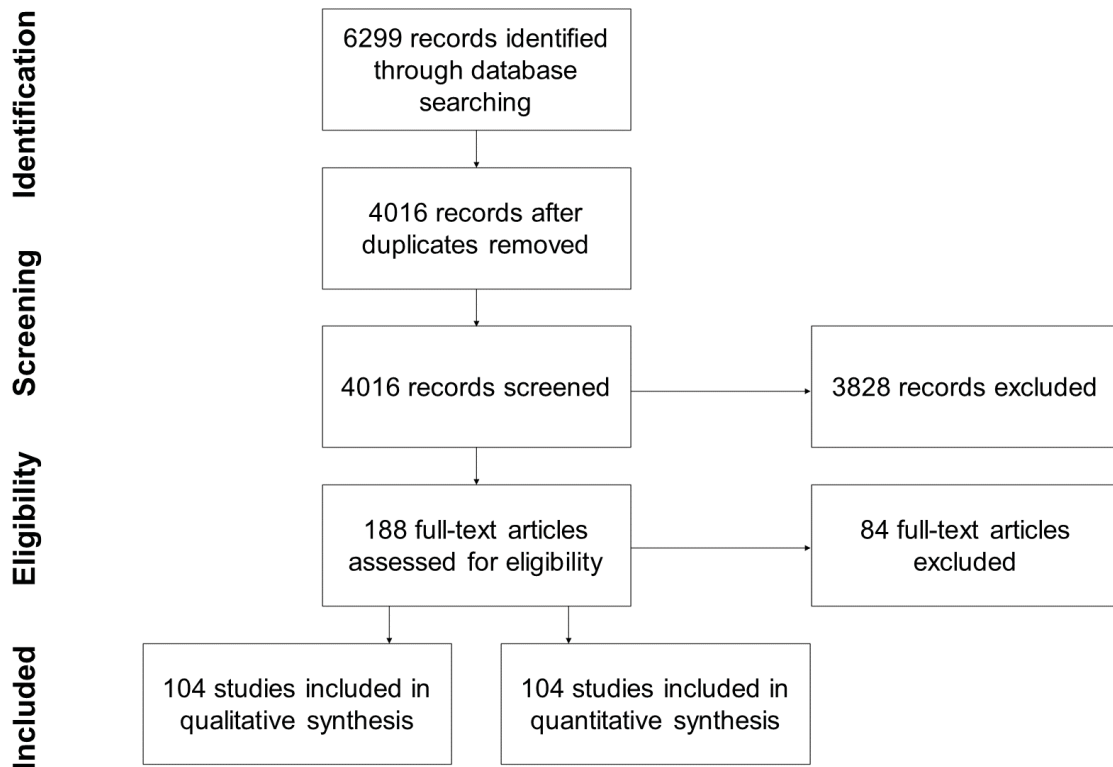 Identification
6299 records identified
through database
searching
4016 records after
duplicates removed
Screening
4016 records screened
3828 records excluded
Eligibility
188 full-text articles
assessed for eligibility
84 full-text articles
excluded
Included
104 studies included in
qualitative synthesis
104 studies included in
quantitative synthesis